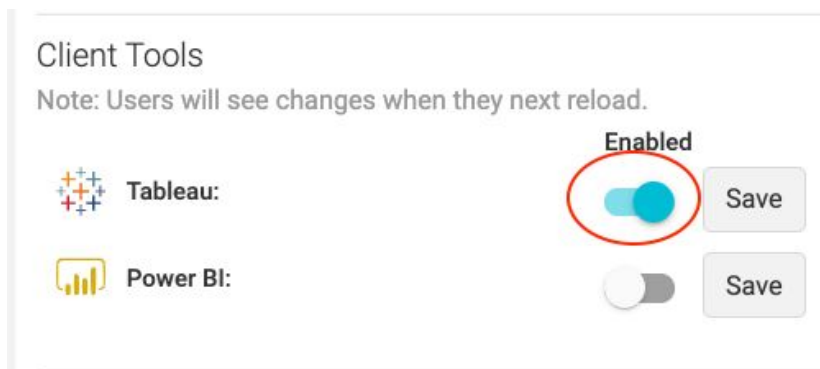 Client Tools
Note: Users will see changes when they next reload.
Enabled
Tableau: Save
Power BI: Save